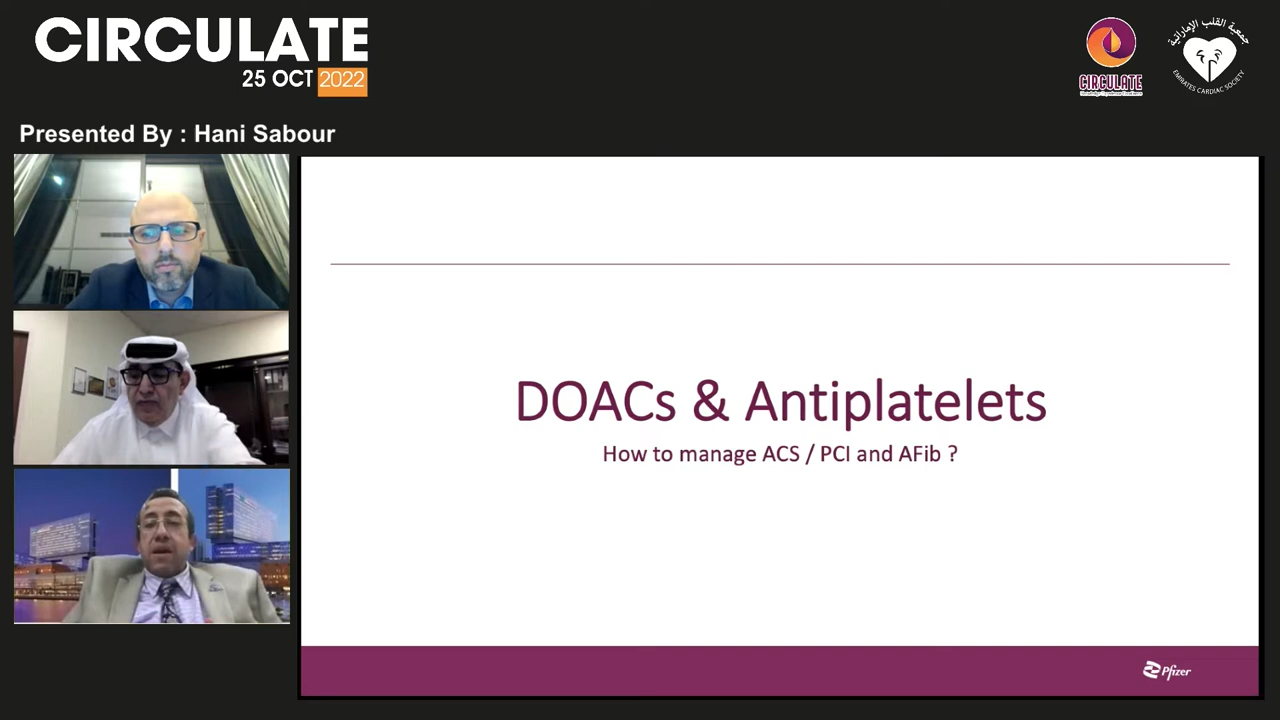 CIRCULATE
25 OCT 2022
CIRCULATE
جمعية القلب الإماراتية
EMIRATES CARDIAC SOCIETY
Presented By : Hani Sabour
DOACs & Antiplatelets
How to manage ACS / PCI and AFib ?
Pfizer